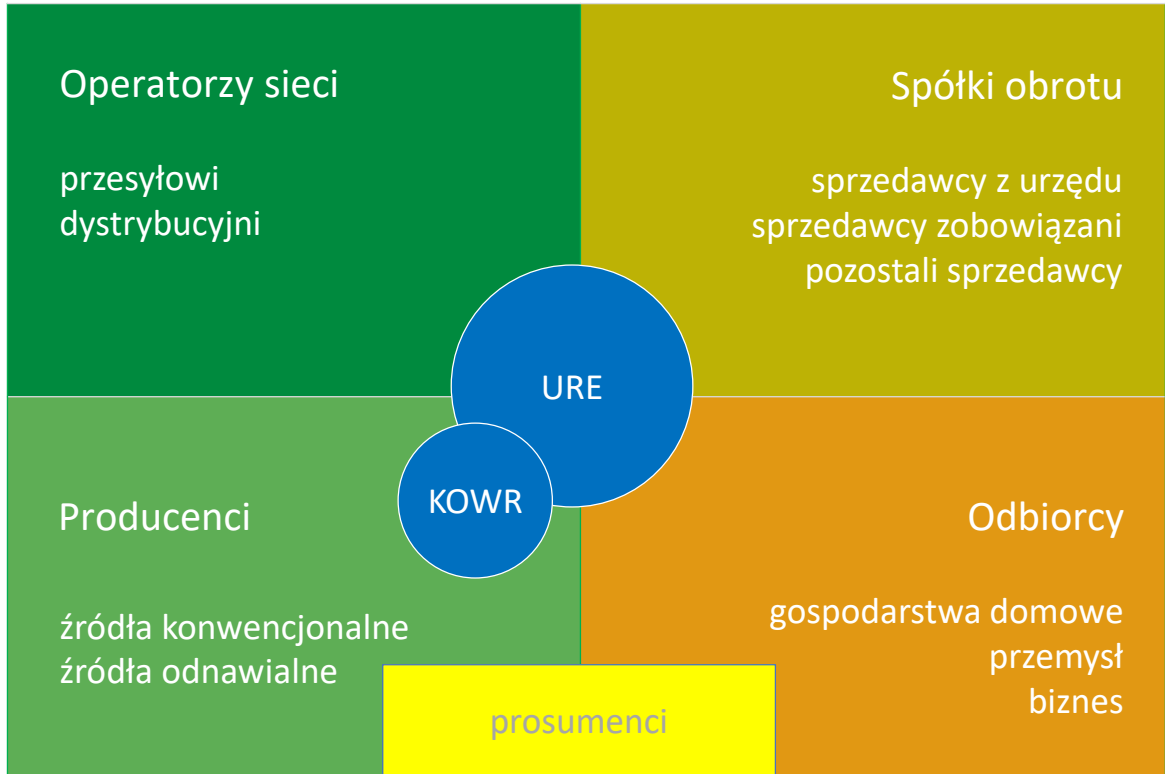 Operatorzy sieci
przesyłowi
dystrybucyjni
Spółki obrotu
sprzedawcy z urzędu
sprzedawcy zobowiązani
pozostali sprzedawcy
URE
KOWR
Producenci
źródła konwencjonalne
źródła odnawialne
Odbiorcy
gospodarstwa domowe
przemysł
biznes
prosumenci